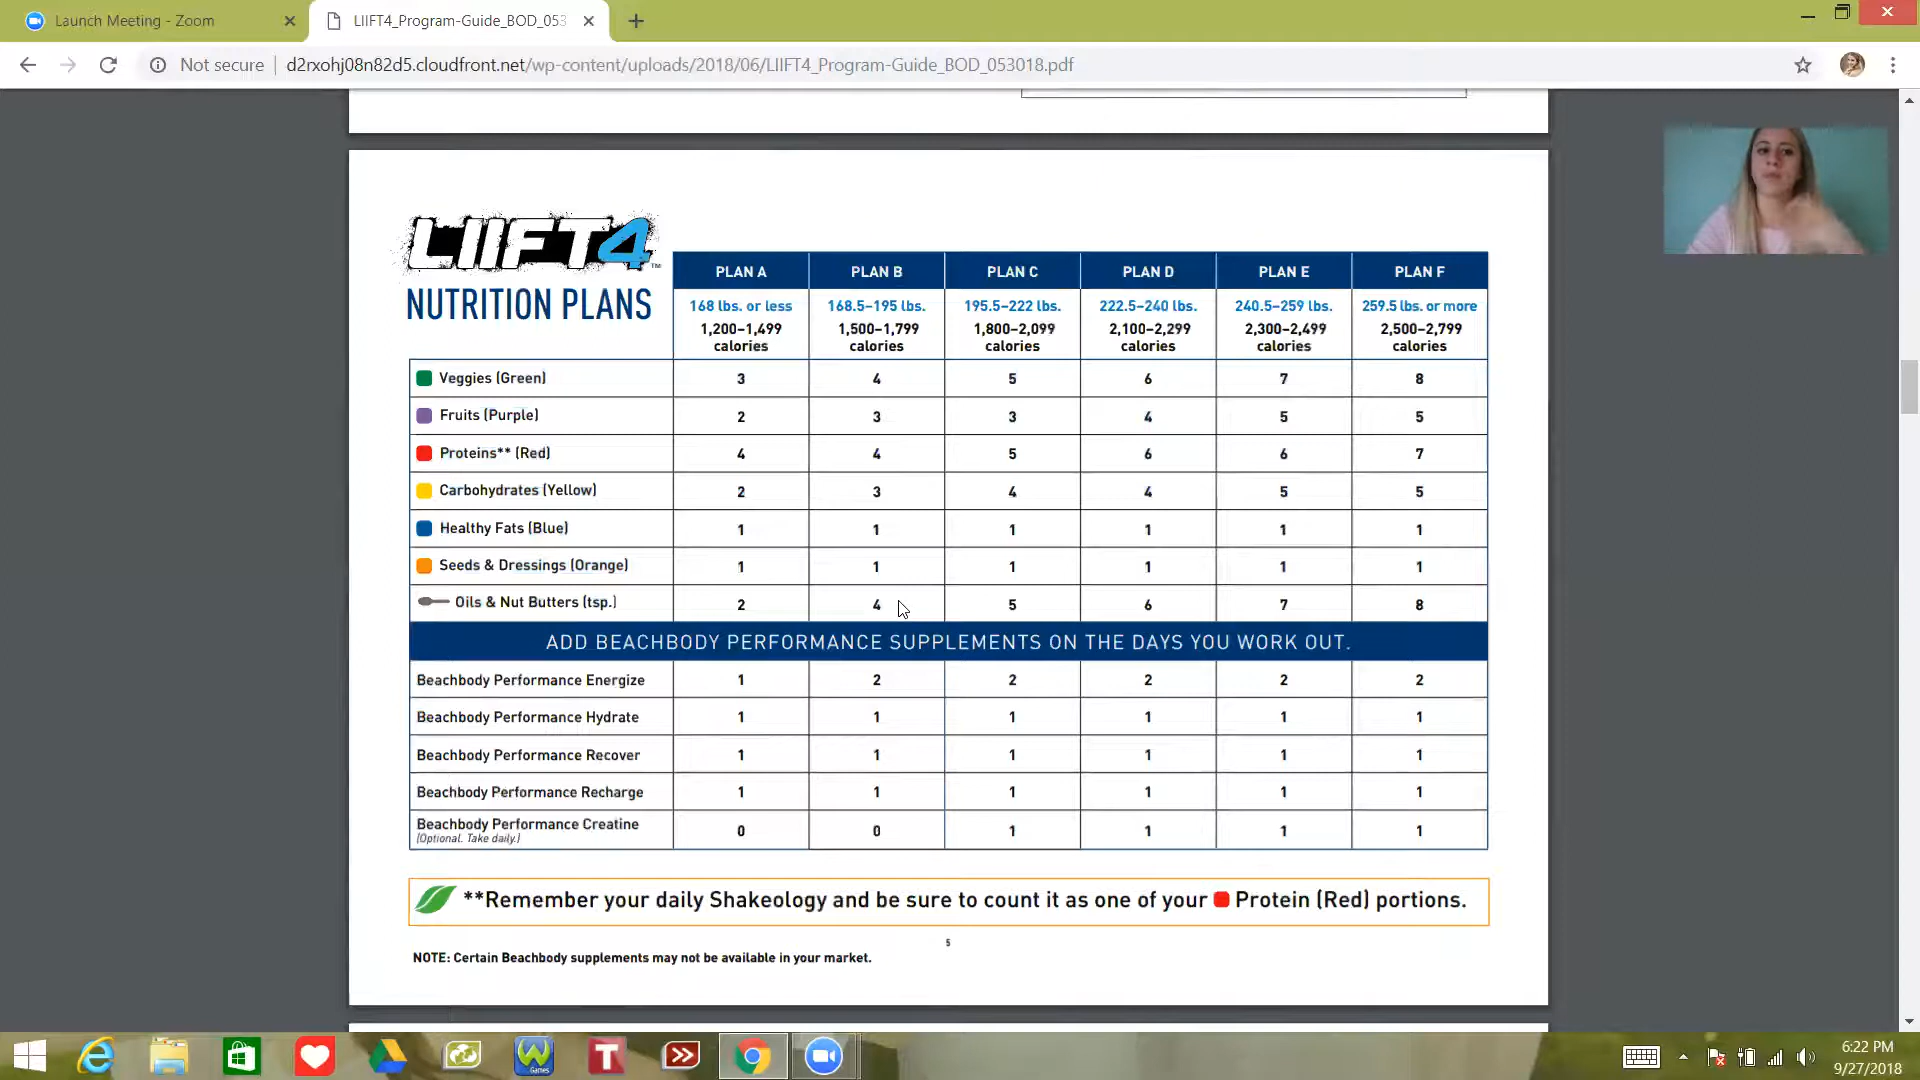 Launch Meeting - Zoom
LIIFT4_Program-Guide_BOD_053
Not secure | d2rxohj08n82d5.cloudfront.net/wp-content/uploads/2018/06/LIIFT4_Program-Guide_BOD_053018.pdf
LIIFT4™
NUTRITION PLANS
PLAN A PLAN B PLAN C PLAN D PLAN E PLAN F
168 lbs. or less 168.5–195 lbs. 195.5–222 lbs. 222.5–240 lbs. 240.5–259 lbs. 259.5 lbs. or more
1,200–1,499 calories 1,500–1,799 calories 1,800–2,099 calories 2,100–2,299 calories 2,300–2,499 calories 2,500–2,799 calories
Veggies (Green) 3 4 5 6 7 8
Fruits (Purple) 2 3 3 4 5 5
Proteins** (Red) 4 4 5 6 6 7
Carbohydrates (Yellow) 2 3 4 4 5 5
Healthy Fats (Blue) 1 1 1 1 1 1
Seeds & Dressings (Orange) 1 1 1 1 1 1
Oils & Nut Butters (tsp.) 2 4 5 6 7 8
ADD BEACHBODY PERFORMANCE SUPPLEMENTS ON THE DAYS YOU WORK OUT.
Beachbody Performance Energize 1 2 2 2 2 2
Beachbody Performance Hydrate 1 1 1 1 1 1
Beachbody Performance Recover 1 1 1 1 1 1
Beachbody Performance Recharge 1 1 1 1 1 1
Beachbody Performance Creatine 0 0 1 1 1 1
(Optional. Take daily.)
**Remember your daily Shakeology and be sure to count it as one of your Protein (Red) portions.
5
NOTE: Certain Beachbody supplements may not be available in your market.
W Games
T
6:22 PM
9/27/2018